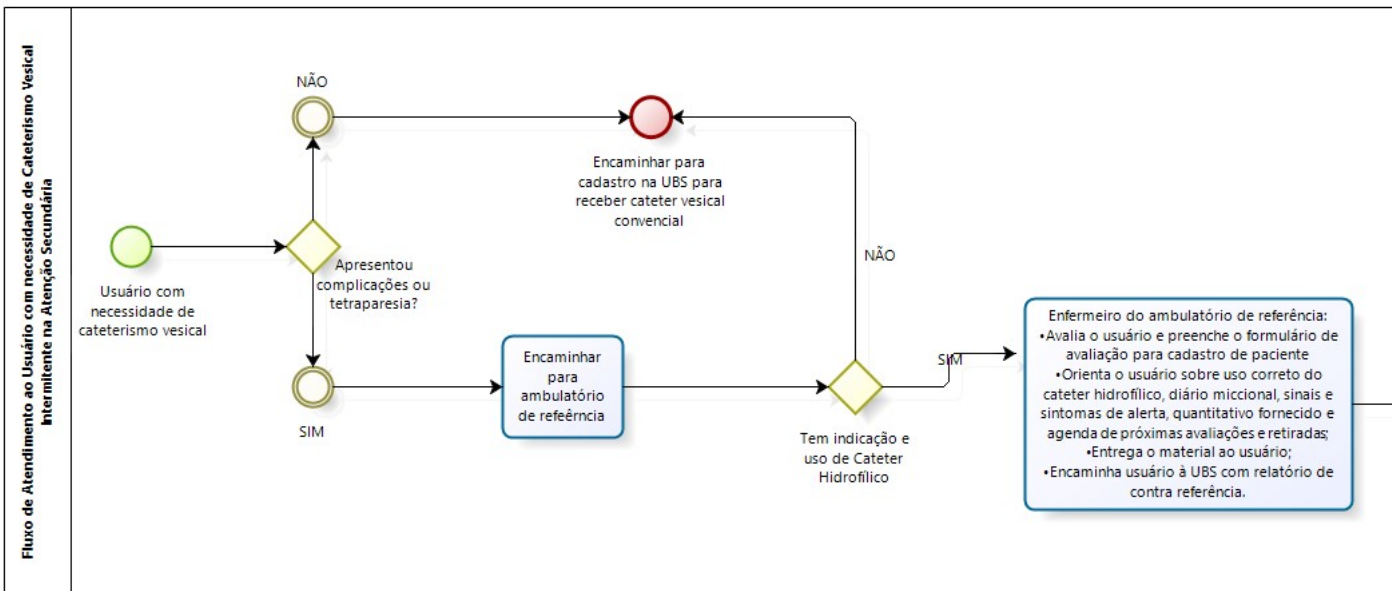 Fluxo de Atendimento ao Usuário com necessidade de Cateterismo Vesical
Intermitente na Atenção Secundária
NÃO
Encaminhar para
cadastro na UBS para
receber cateter vesical
convencial
Usuário com
necessidade de
cateterismo vesical
Apresentou
complicações ou
tetraparesia?
NÃO
SIM
Encaminhar
para
ambulatório
de refeêrncia
Tem indicação e
uso de Cateter
Hidrofílico
SIM
Enfermeiro do ambulatório de referência:
•Avalia o usuário e preenche o formulário de
avaliação para cadastro de paciente
•Orienta o usuário sobre uso correto do
cateter hidrofílico, diário miccional, sinais e
sintomas de alerta, quantitativo fornecido e
agenda de próximas avaliações e retiradas;
•Entrega o material ao usuário;
•Encaminha usuário à UBS com relatório de
contra referência.